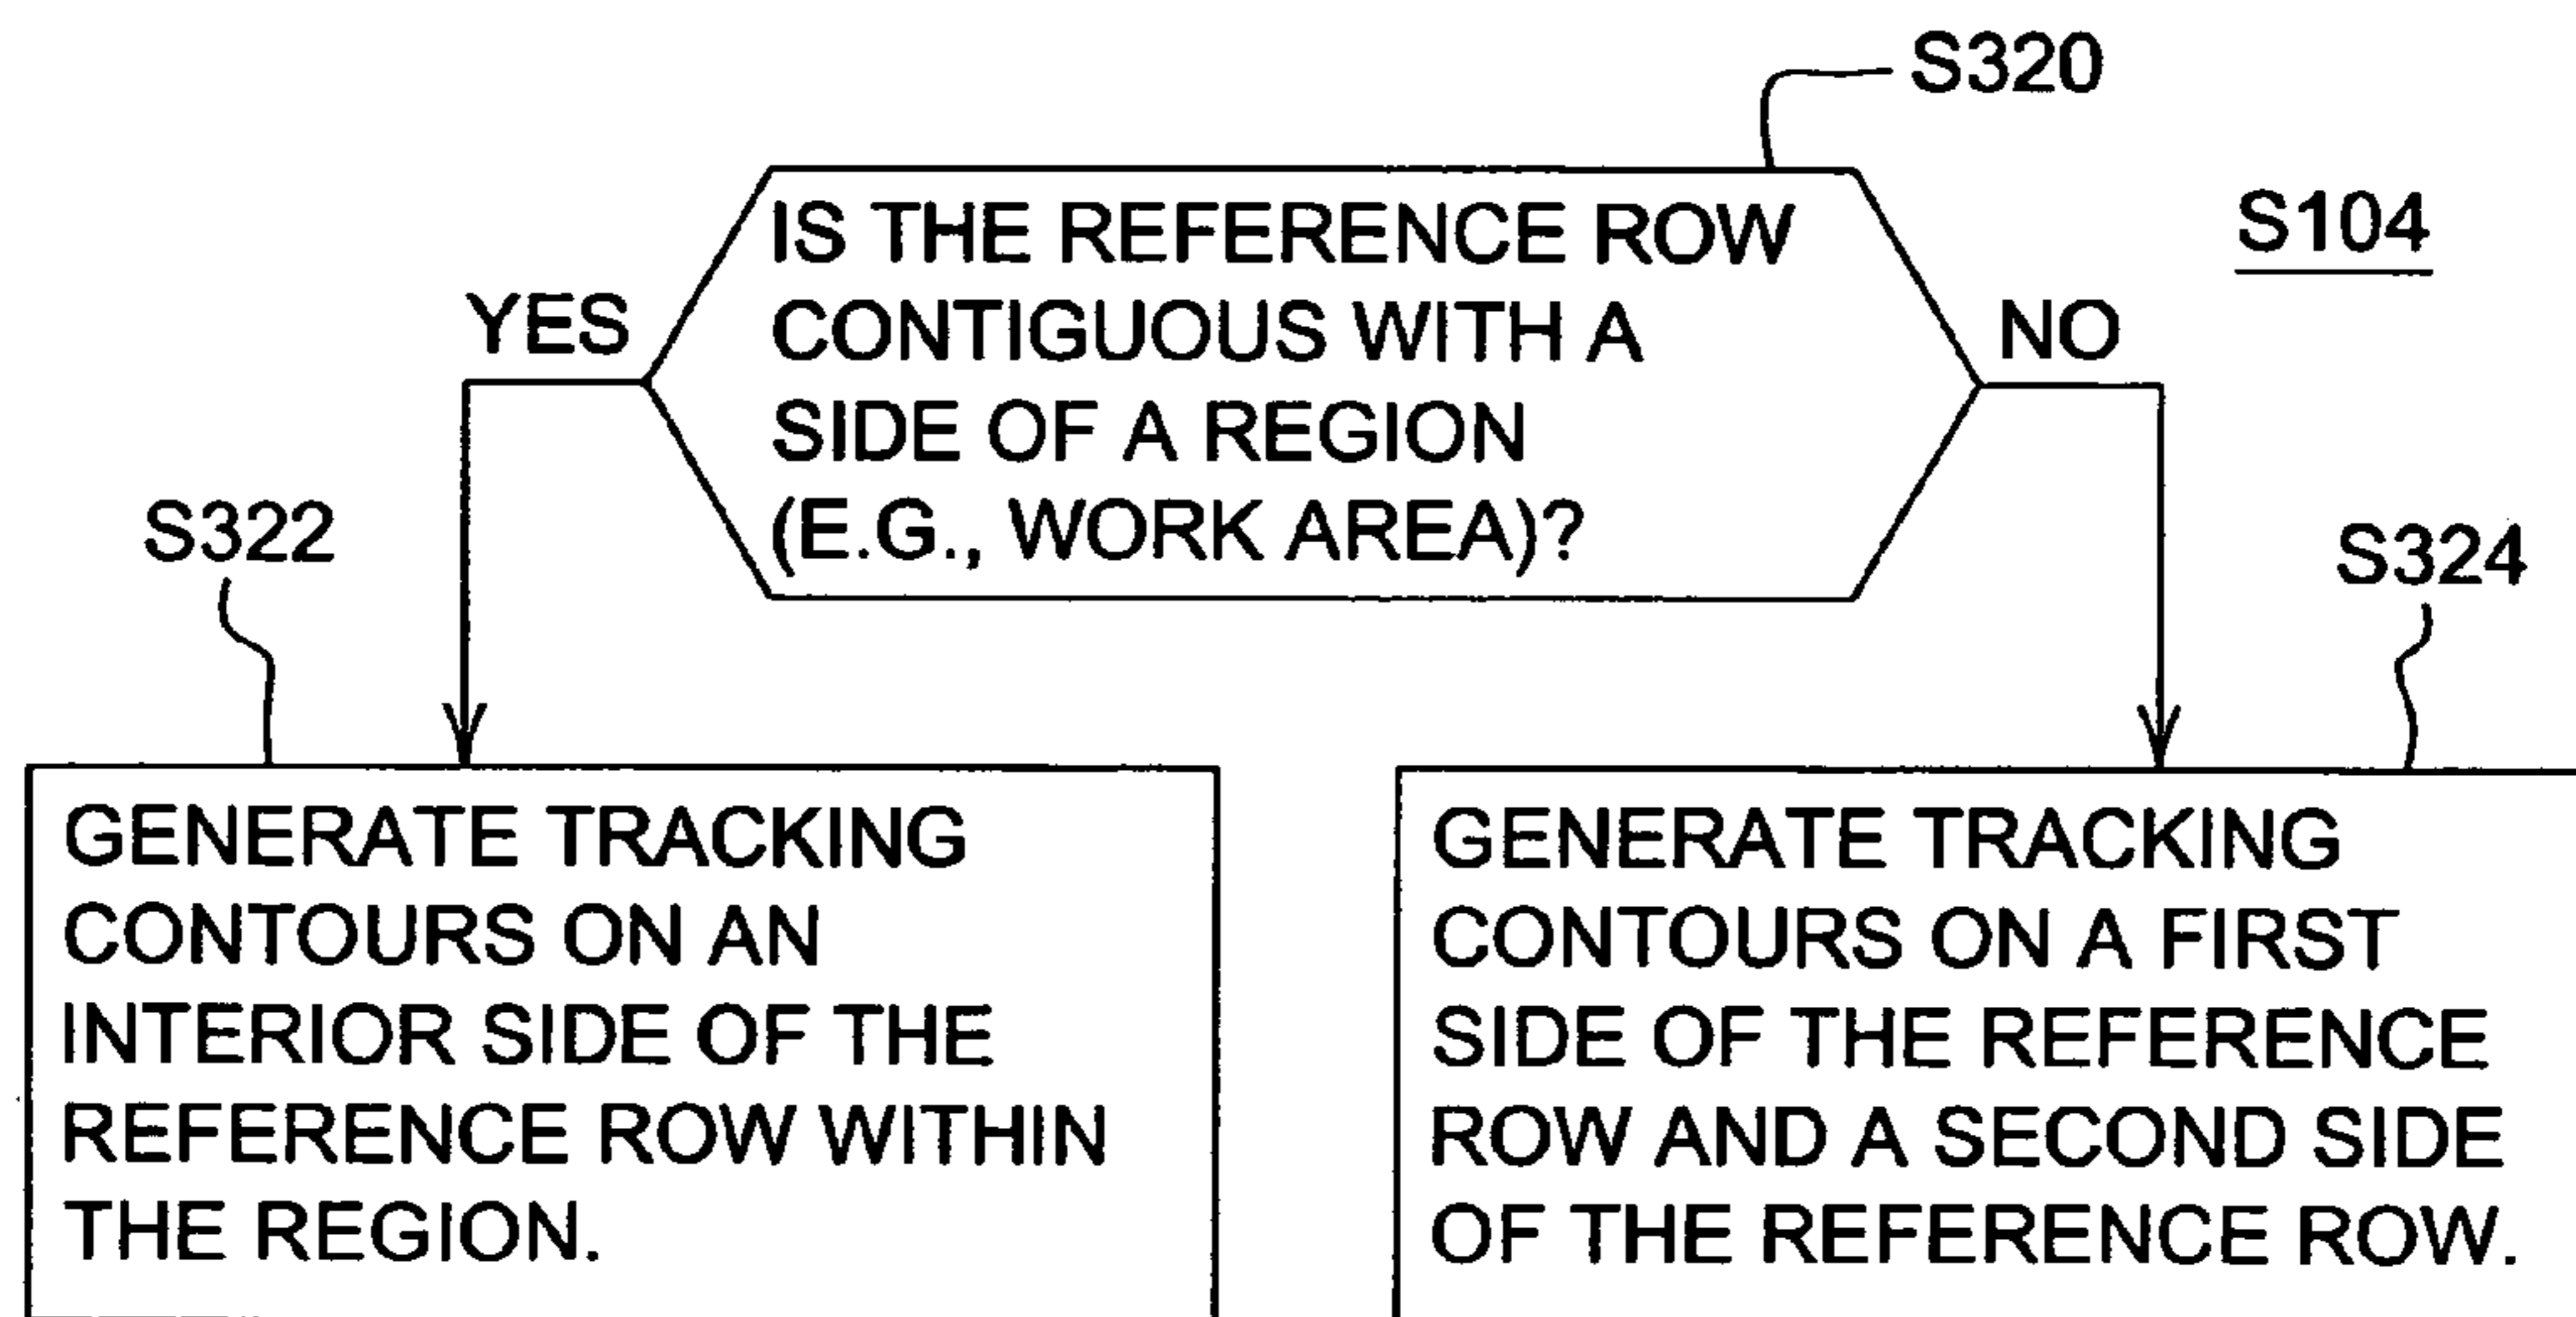 S320
S104
IS THE REFERENCE ROW
CONTIGUOUS WITH A
SIDE OF A REGION
(E.G., WORK AREA)?
YES
NO
S322
S324
GENERATE TRACKING
CONTOURS ON AN
INTERIOR SIDE OF THE
REFERENCE ROW WITHIN
THE REGION.
GENERATE TRACKING
CONTOURS ON A FIRST
SIDE OF THE REFERENCE
ROW AND A SECOND SIDE
OF THE REFERENCE ROW.